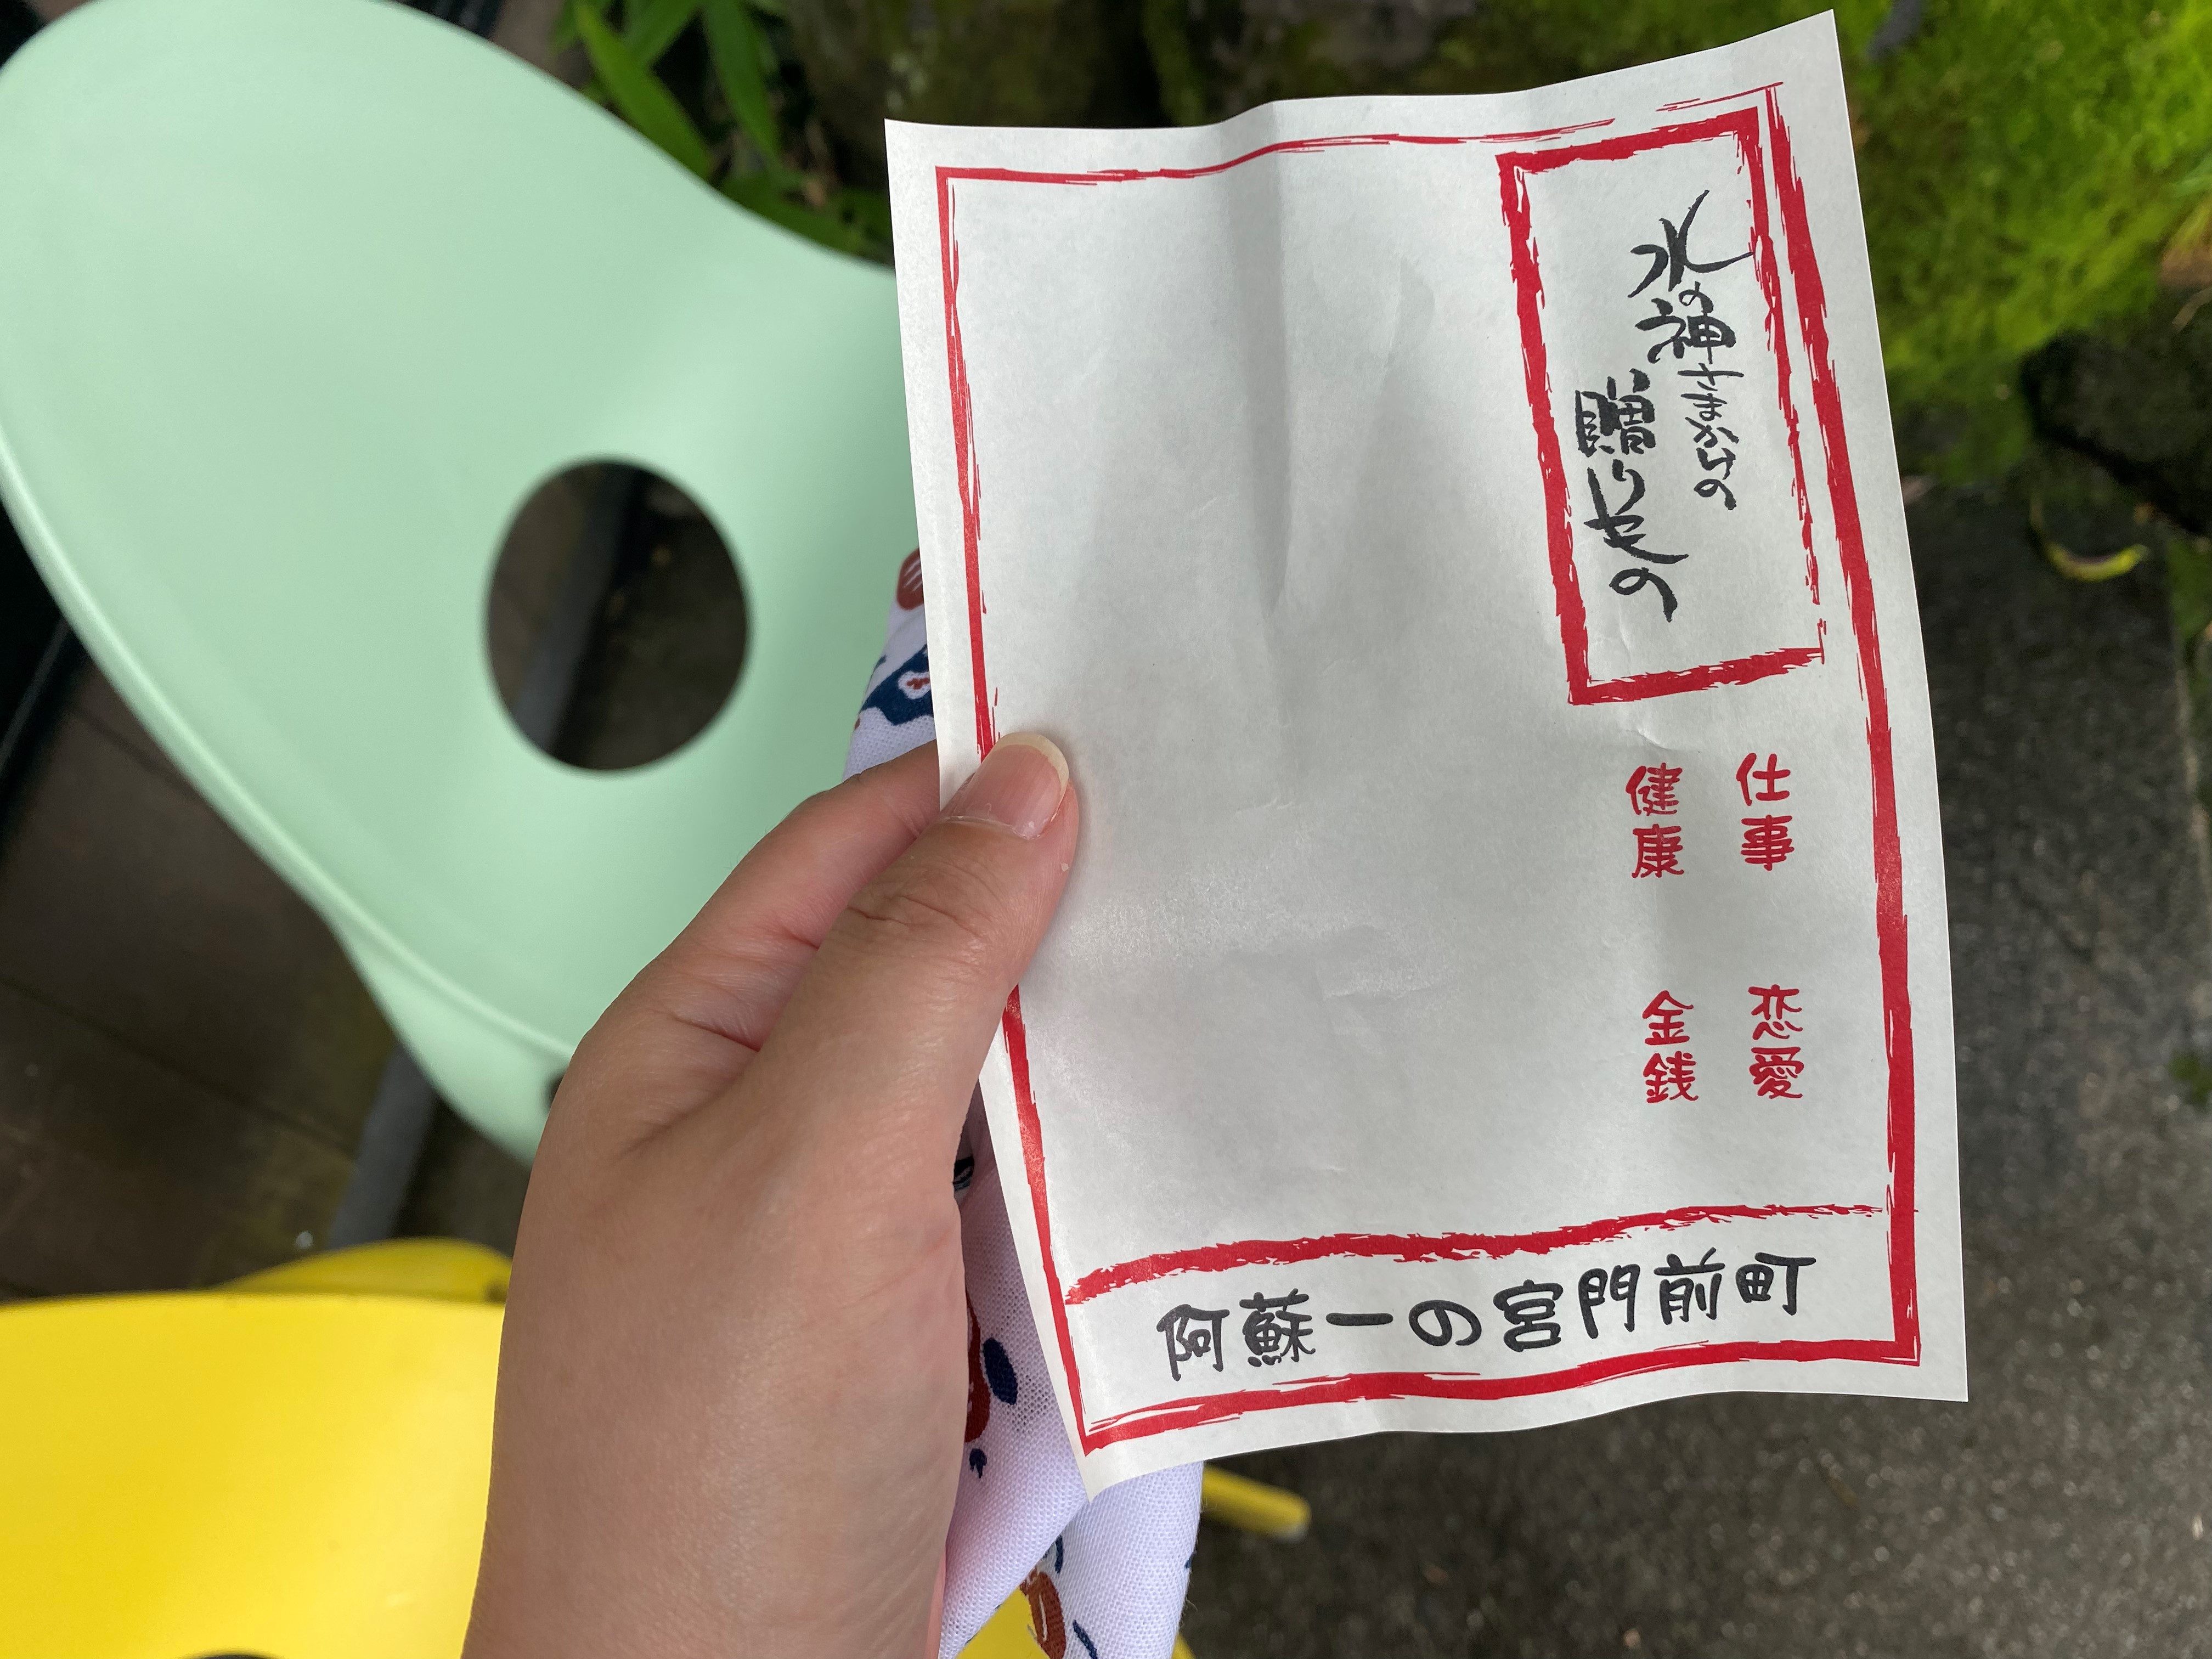 水の神さまからの
贈りもの
仕事
恋愛
健康
金銭
阿蘇一の宮門前町